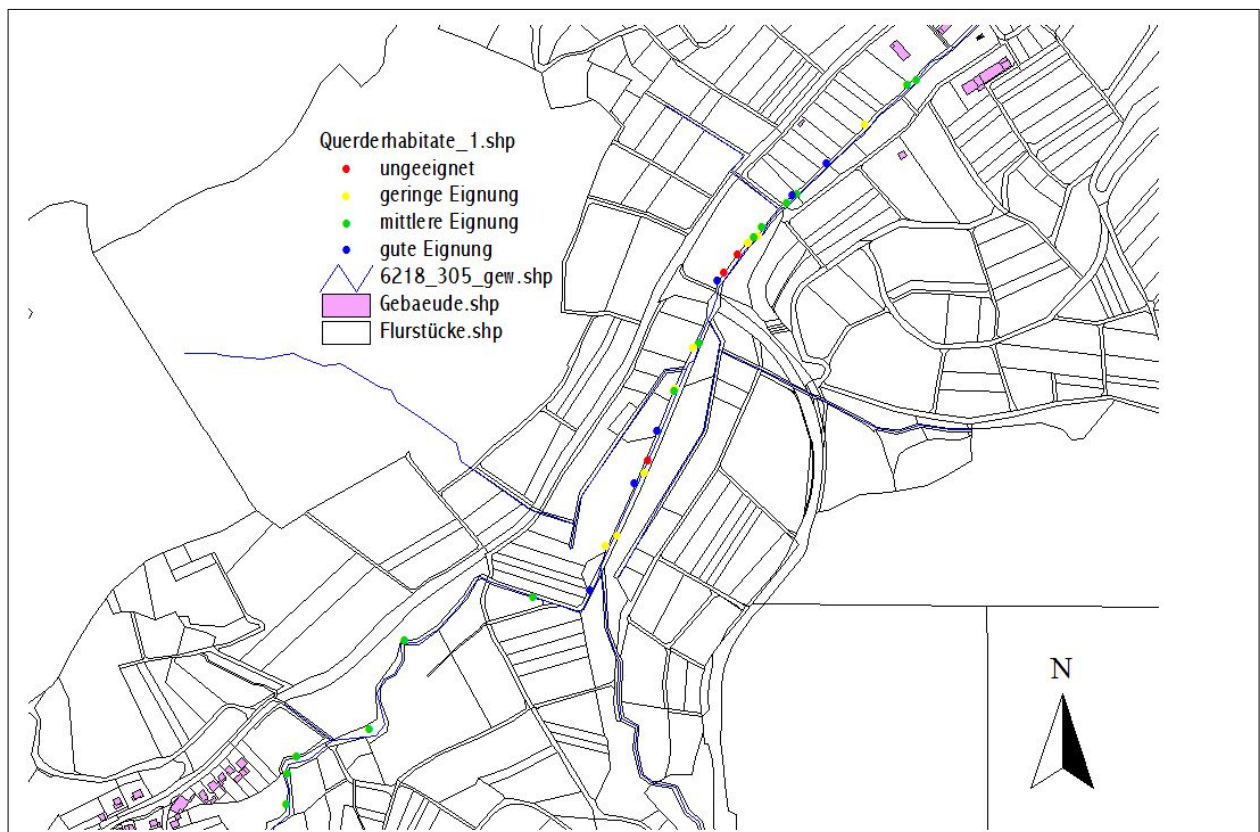 Querderhabitate_1.shp
ungeeignet
geringe Eignung
mittlere Eignung
gute Eignung
6218_305_gew.shp
Gebaeude.shp
Flurstücke.shp
N